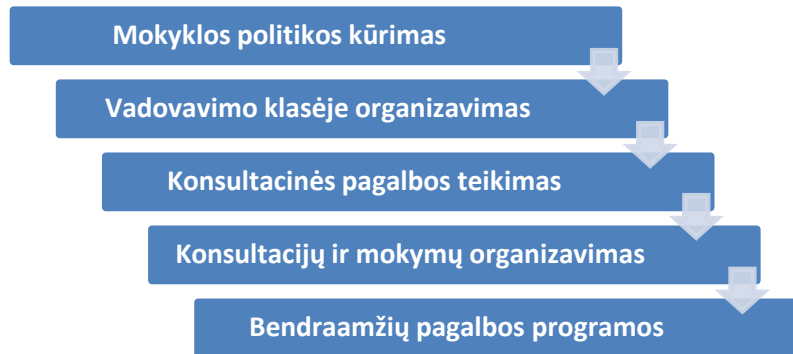 Mokyklos politikos kūrimas
Vadovavimo klasėje organizavimas
Konsultacinės pagalbos teikimas
Konsultacijų ir mokymų organizavimas
Bendraamžių pagalbos programos